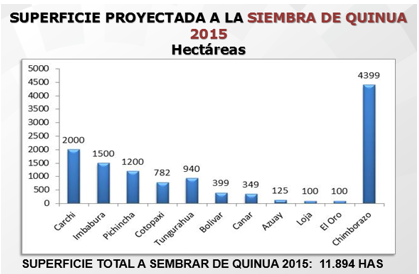 SUPERFICIE PROYECTADA A LA SIEMBRA DE QUINUA
2015
Hectáreas
5000
4500
4000
3500
3000
2500
2000
1500
1000
500
0
2000
1500
1200
782
940
399
349
125
100
100
4399
Carchi
Imbabura
Pichincha
Cotopaxi
Tungurahua
Bolivar
Canar
Azuay
Loja
El Oro
Chimborazo
SUPERFICIE TOTAL A SEMBRAR DE QUINUA 2015: 11.894 HAS